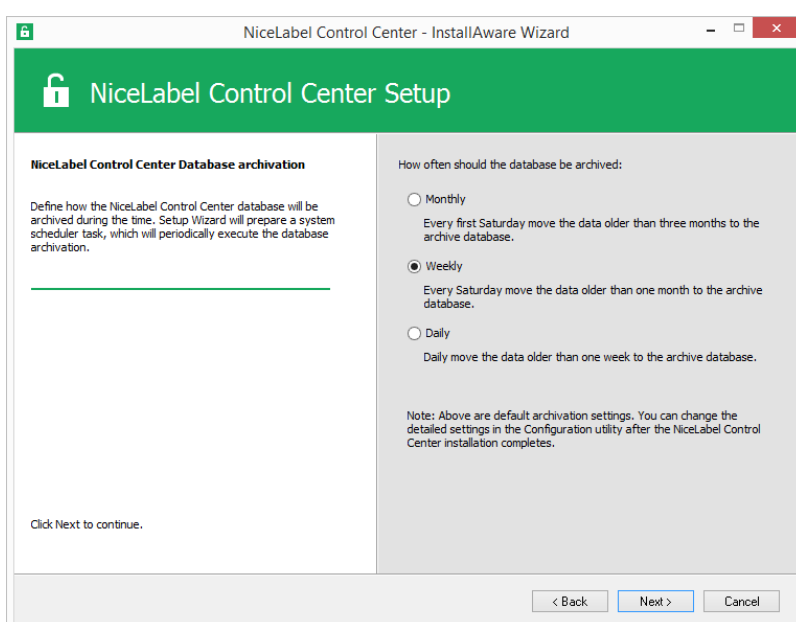 NiceLabel Control Center - InstallAware Wizard
NiceLabel Control Center Setup
NiceLabel Control Center Database archivation
Define how the NiceLabel Control Center database will be
archived during the time. Setup Wizard will prepare a system
scheduler task, which will periodically execute the database
archivation.
Click Next to continue.
How often should the database be archived:
Monthly
Every first Saturday move the data older than three months to the
archive database.
Weekly
Every Saturday move the data older than one month to the archive
database.
Daily
Daily move the data older than one week to the archive database.
Note: Above are default archivation settings. You can change the
detailed settings in the Configuration utility after the NiceLabel Control
Center installation completes.
< Back
Next >
Cancel